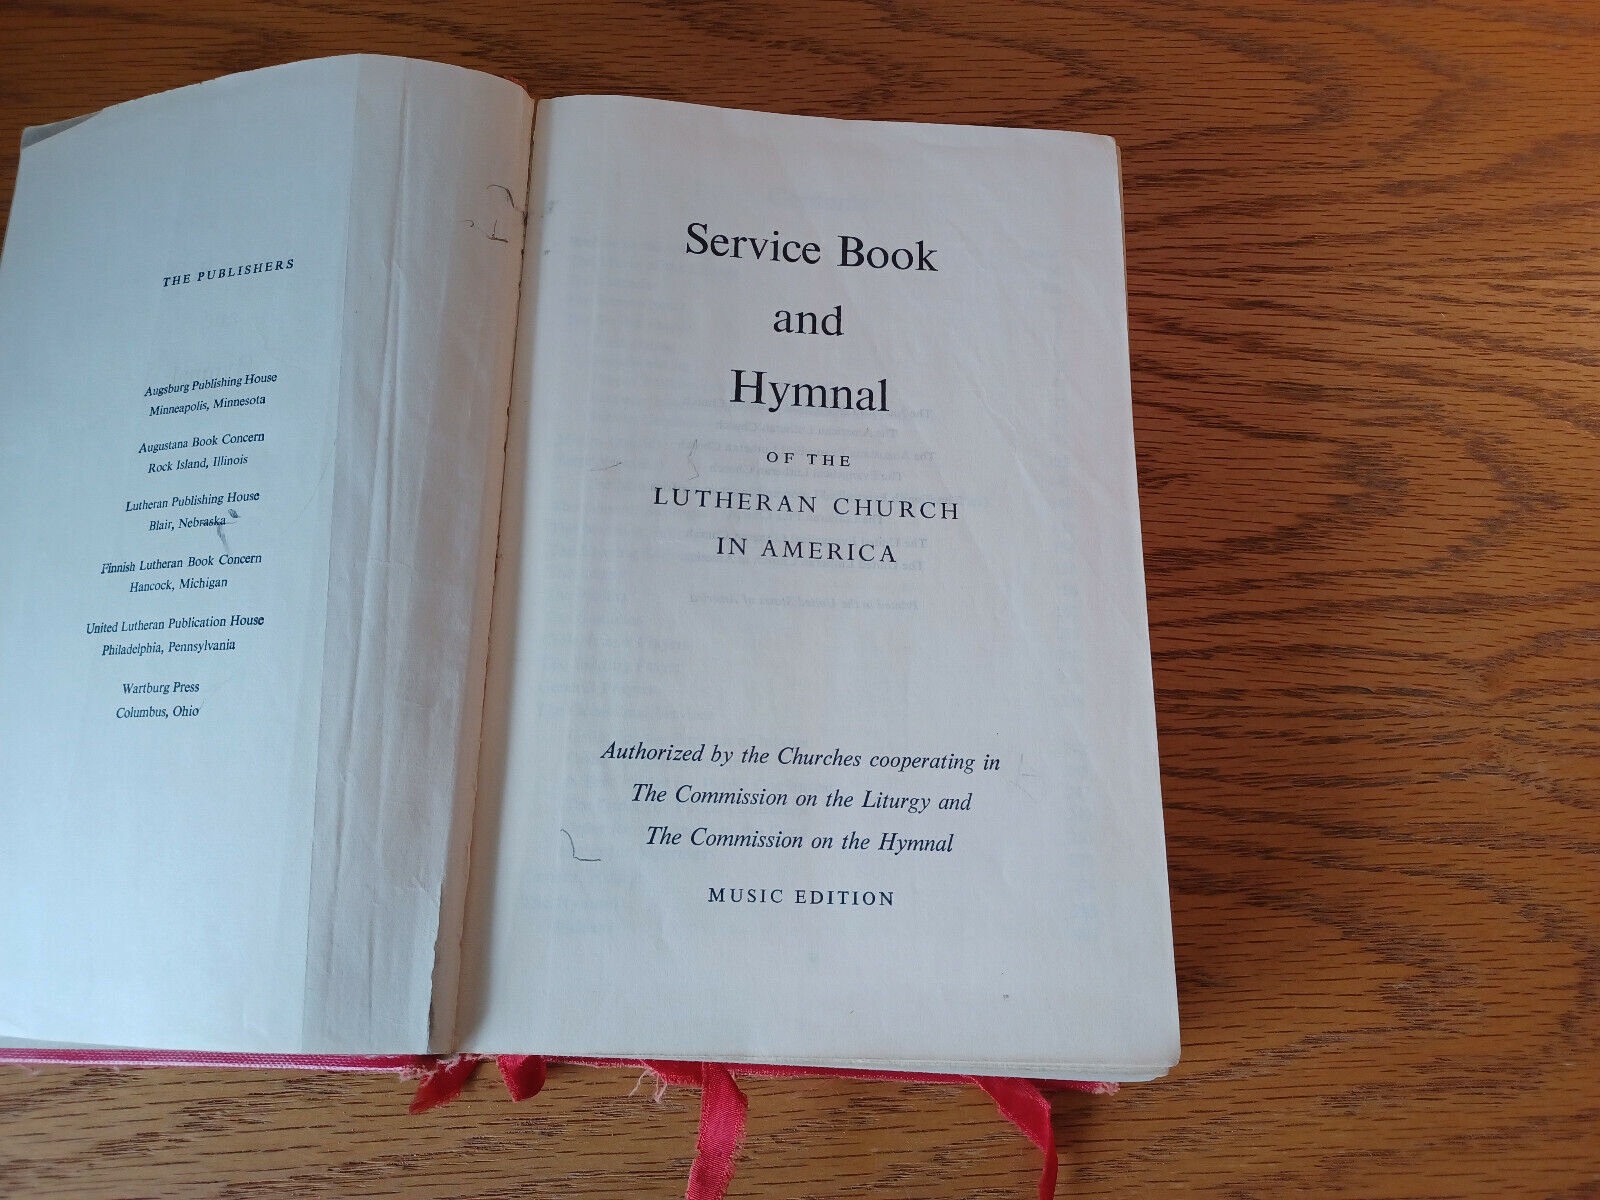 THE PUBLISHERS
Augsburg Publishing House
Minneapolis, Minnesota
Augustana Book Concern
Rock Island, Illinois
Lutheran Publishing House
Blair, Nebraska
Finnish Lutheran Book Concern
Hancock, Michigan
United Lutheran Publication House
Philadelphia, Pennsylvania
Wartburg Press
Columbus, Ohio
Service Book
and
Hymnal
OF THE
LUTHERAN CHURCH
IN AMERICA
Authorized by the Churches cooperating in
The Commission on the Liturgy and
The Commission on the Hymnal
MUSIC EDITION